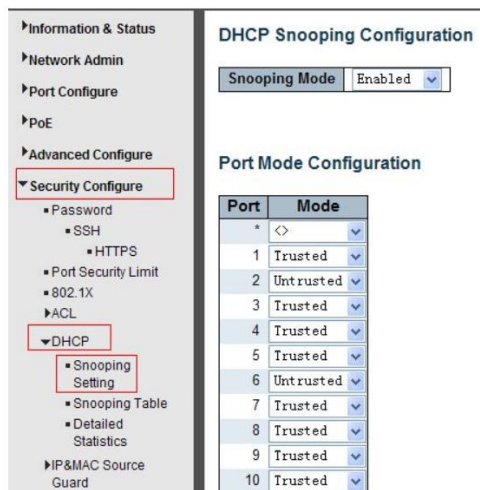 Information & Status
Network Admin
Port Configure
PoE
Advanced Configure
Security Configure
Password
SSH
HTTPS
Port Security Limit
802.1X
ACL
DHCP
Snooping
Setting
Snooping Table
Detailed
Statistics
IP&MAC Source
Guard
DHCP Snooping Configuration
Snooping Mode Enabled
Port Mode Configuration
Port Mode
* <>
1 Trusted
2 Untrusted
3 Trusted
4 Trusted
5 Trusted
6 Untrusted
7 Trusted
8 Trusted
9 Trusted
10 Trusted